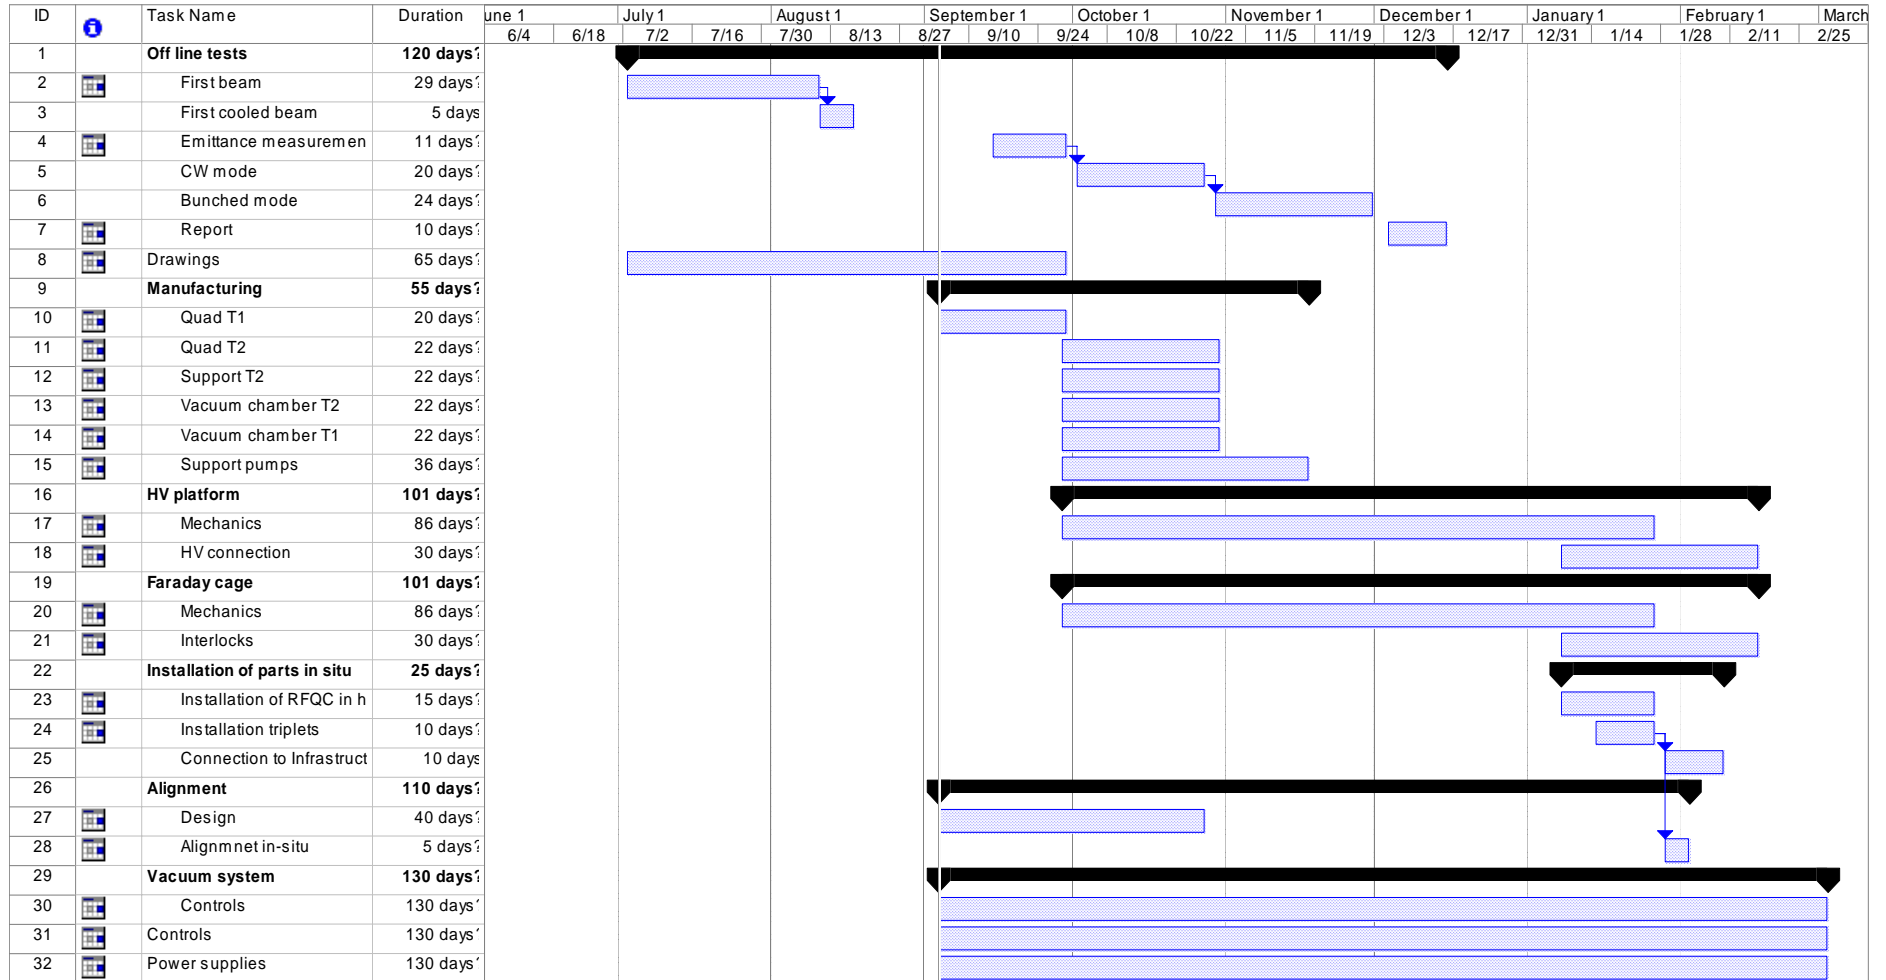 ID Task Name Duration une 1 July 1 August 1 September 1 October 1 November 1 December 1 January 1 February 1 March
6/4 6/18 7/2 7/16 7/30 8/13 8/27 9/10 9/24 10/8 10/22 11/5 11/19 12/3 12/17 12/31 1/14 1/28 2/11 2/25
1 Off line tests 120 days?
2 First beam 29 days?
3 First cooled beam 5 days
4 Emittance measuremen 11 days?
5 CW mode 20 days?
6 Bunched mode 24 days?
7 Report 10 days?
8 Drawings 65 days?
9 Manufacturing 55 days?
10 Quad T1 20 days?
11 Quad T2 22 days?
12 Support T2 22 days?
13 Vacuum chamber T2 22 days?
14 Vacuum chamber T1 22 days?
15 Support pumps 36 days?
16 HV platform 101 days?
17 Mechanics 86 days?
18 HV connection 30 days?
19 Faraday cage 101 days?
20 Mechanics 86 days?
21 Interlocks 30 days?
22 Installation of parts in situ 25 days?
23 Installation of RFQC in h 15 days?
24 Installation triplets 10 days?
25 Connection to Infrastruct 10 days
26 Alignment 110 days?
27 Design 40 days?
28 Alignmnet in-situ 5 days?
29 Vacuum system 130 days?
30 Controls 130 days?
31 Controls 130 days?
32 Power supplies 130 days?